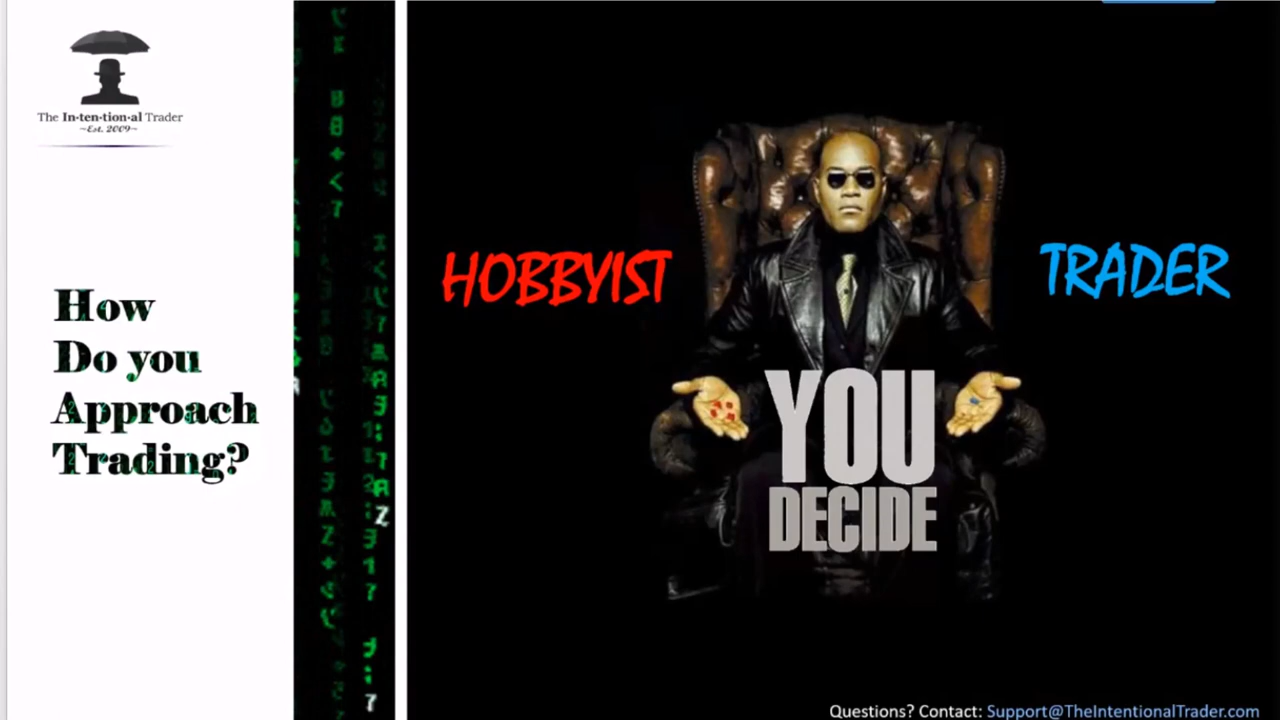 The In•ten•tion•al Trader
~Est. 2009~
How
Do you
Approach
Trading?
HOBBYIST
TRADER
YOU
DECIDE
Questions? Contact: Support@TheIntentionalTrader.com